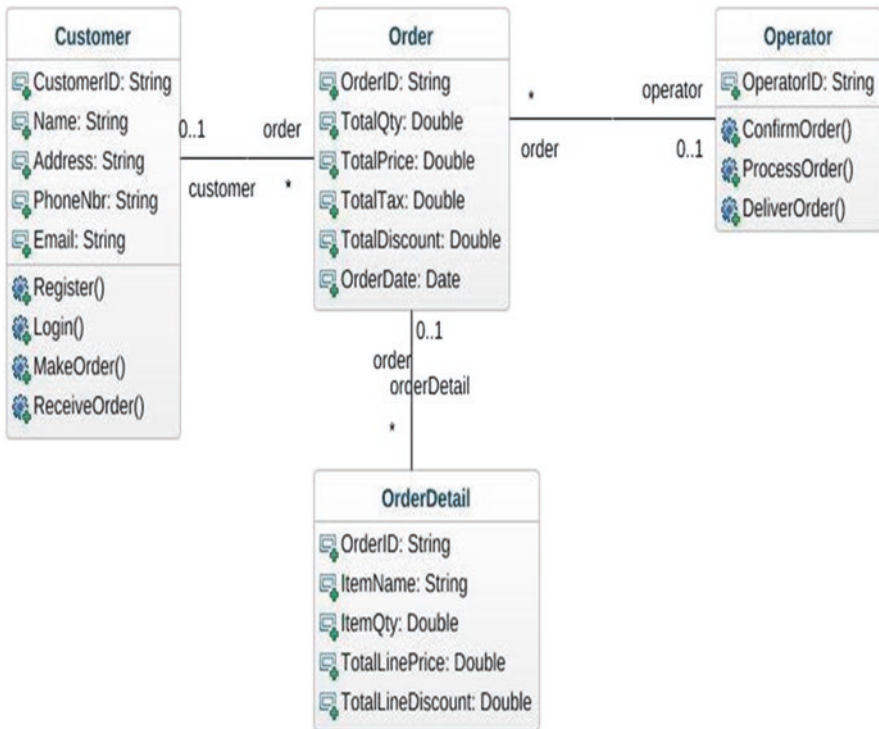 Customer
CustomerID: String
Name: String
Address: String
PhoneNbr: String
Email: String
Register()
Login()
MakeOrder()
ReceiveOrder()
0..1
order
customer
*
Order
OrderID: String
TotalQty: Double
TotalPrice: Double
TotalTax: Double
TotalDiscount: Double
OrderDate: Date
*
operator
order
0..1
Operator
OperatorID: String
ConfirmOrder()
ProcessOrder()
DeliverOrder()
0..1
order
orderDetail
*
OrderDetail
OrderID: String
ItemName: String
ItemQty: Double
TotalLinePrice: Double
TotalLineDiscount: Double